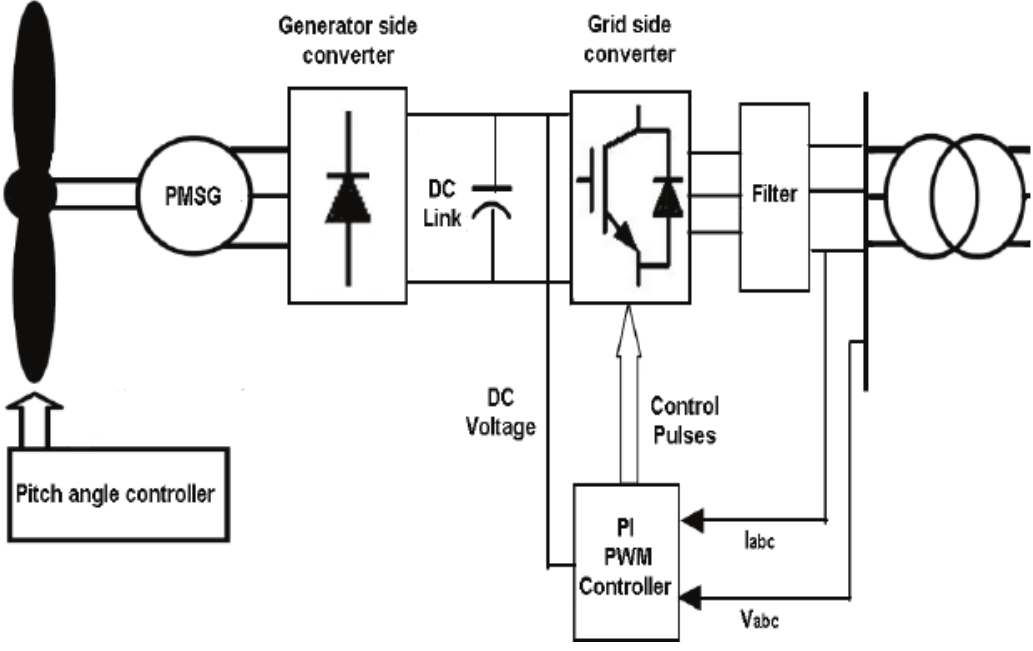 Generator side
converter
Grid side
converter
PMSG
DC
Link
Filter
DC
Voltage
Control
Pulses
Pitch angle controller
PI
PWM
Controller
Iabc
Vabc